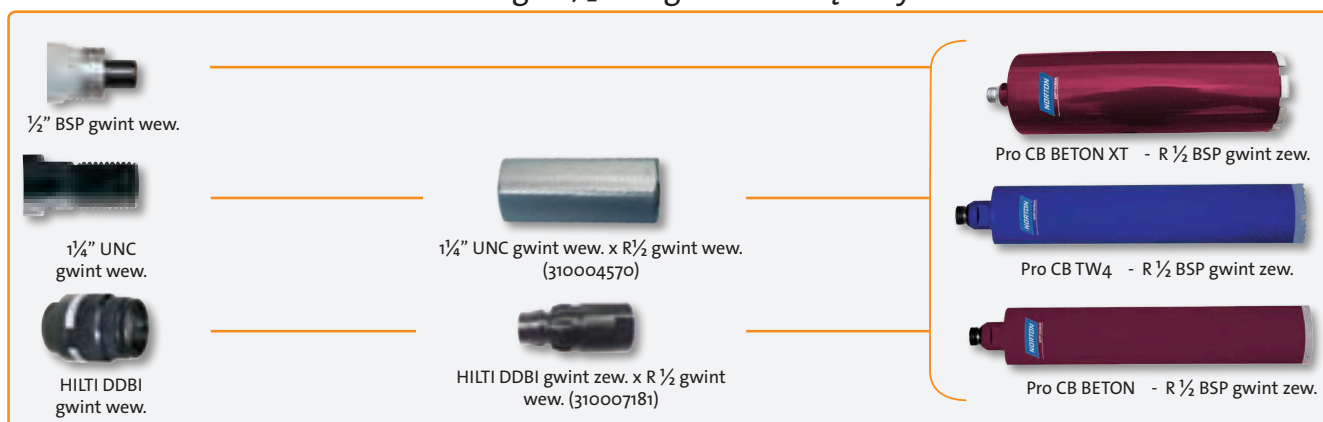 ½” BSP gwint wew.
1¼” UNC
gwint wew.
HILTI DDBI
gwint wew.
1¼” UNC gwint wew. x R½ gwint wew.
(310004570)
HILTI DDBI gwint zew. x R ½ gwint
wew. (310007181)
NORTON
Pro CB BETON XT - R ½ BSP gwint zew.
NORTON
Pro CB TW4 - R ½ BSP gwint zew.
NORTON
Pro CB BETON - R ½ BSP gwint zew.